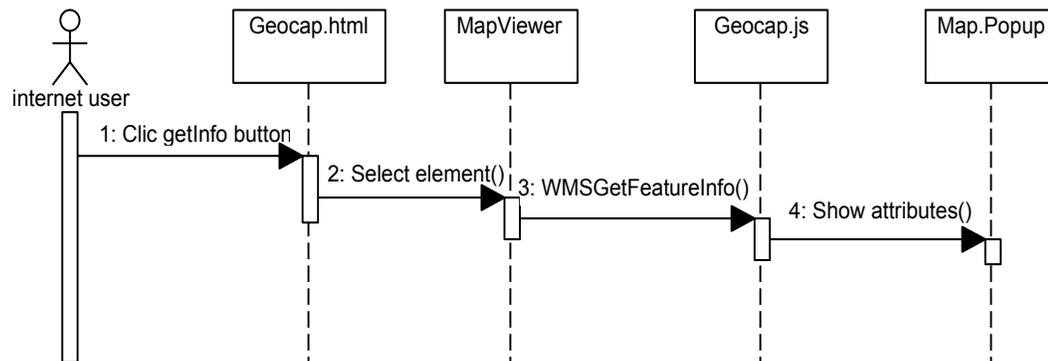 Geocap.html
MapViewer
Geocap.js
Map.Popup
internet user
1: Clic getInfo button
2: Select element()
3: WMSGetFeatureInfo()
4: Show attributes()